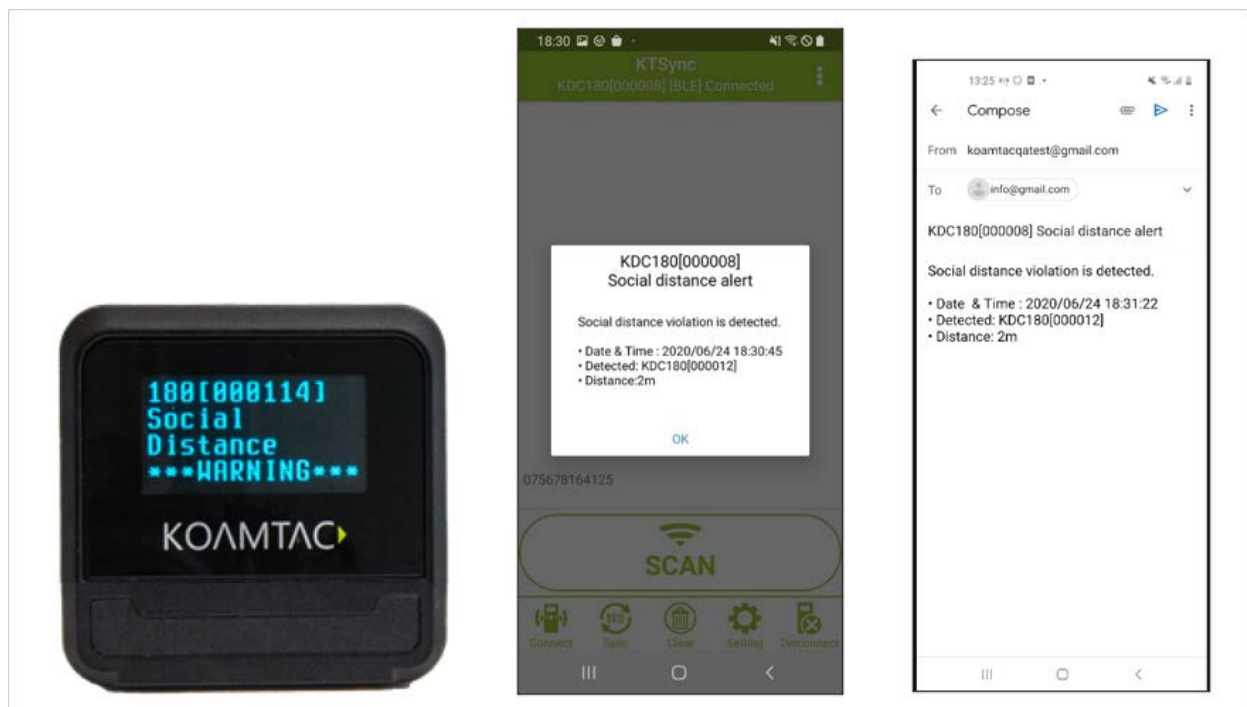 180[000114]
Social
Distance
***WARNING***
KOAMTAC
18:30
KTSync
KDC180[000008] [BLE] Connected
KDC180[000008]
Social distance alert
Social distance violation is detected.
• Date & Time : 2020/06/24 18:30:45
• Detected: KDC180[000012]
• Distance:2m
OK
075678164125
SCAN
Connect
Sync
Clear
Setting
Disconnect
13:25
Compose
From koamtacqatest@gmail.com
To info@gmail.com
KDC180[000008] Social distance alert
Social distance violation is detected.
• Date & Time : 2020/06/24 18:31:22
• Detected: KDC180[000012]
• Distance: 2m